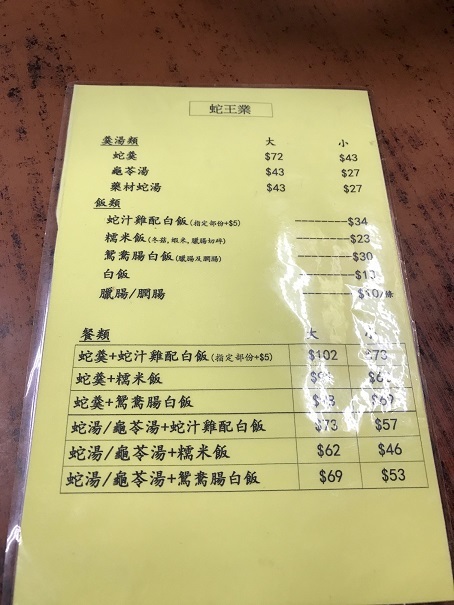 蛇王業
羹湯類 大 小
蛇羹 $72 $43
龜苓湯 $43 $27
藥材蛇湯 $43 $27
飯類
蛇汁雞配白飯(指定部份+$5) --------$34
糯米飯(冬菇,蝦米,臘腸切碎) --------$23
鴛鴦腸白飯(臘腸及膶腸) --------$30
白飯
臘腸/膶腸 $10/條
餐類 大 小
蛇羹+蛇汁雞配白飯(指定部份+$5) $102 $73
蛇羹+糯米飯
蛇羹+鴛鴦腸白飯
蛇湯/龜苓湯+蛇汁雞配白飯 $73 $57
蛇湯/龜苓湯+糯米飯 $62 $46
蛇湯/龜苓湯+鴛鴦腸白飯 $69 $53